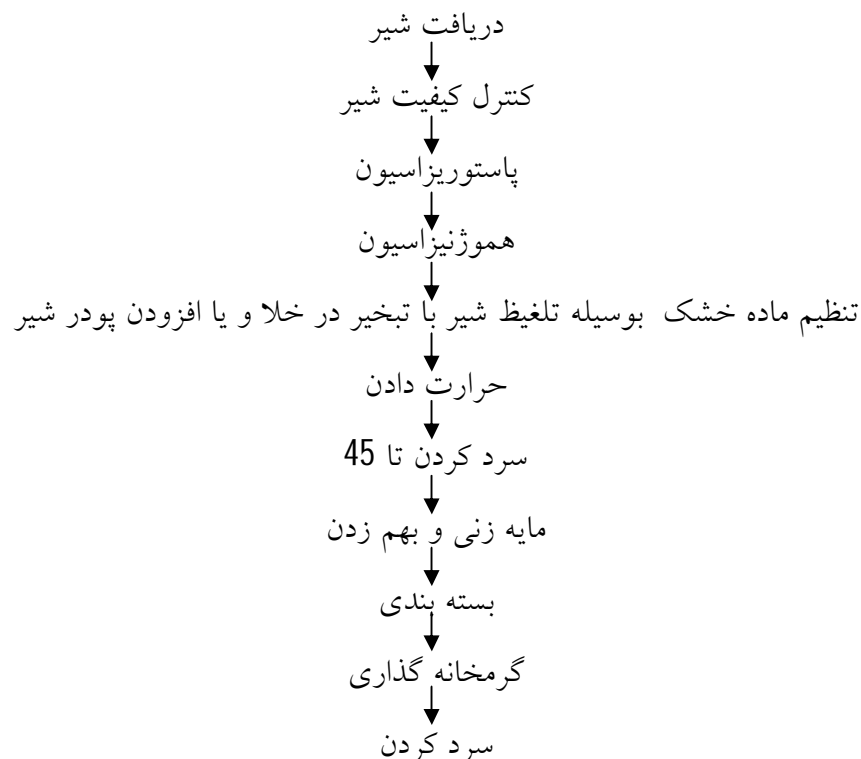 دریافت شیر
کنترل کیفیت شیر
پاستوریزاسیون
هموژنیزاسیون
تنظیم ماده خشک بوسیله تلغیظ شیر با تبخیر در خلا و یا افزودن پودر شیر
حرارت دادن
سرد کردن تا 45
مایه زنی و بهم زدن
بسته بندی
گرمخانه گذاری
سرد کردن